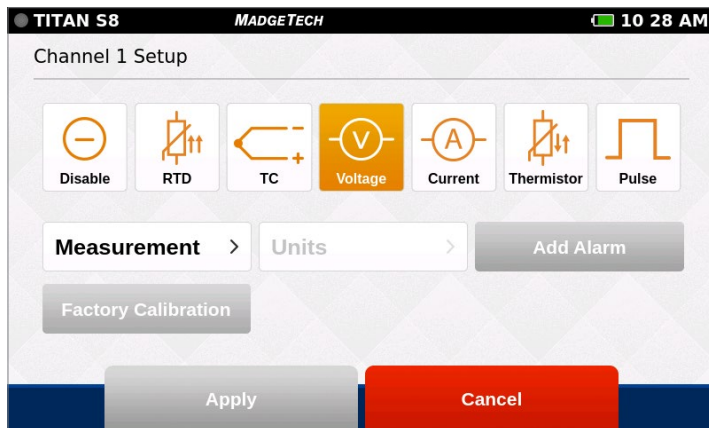 TITAN S8 MADGETECH 10 28 AM
Channel 1 Setup
V A
Disable RTD TC Voltage Current Thermistor Pulse
Measurement > Units > Add Alarm
Factory Calibration
Apply Cancel